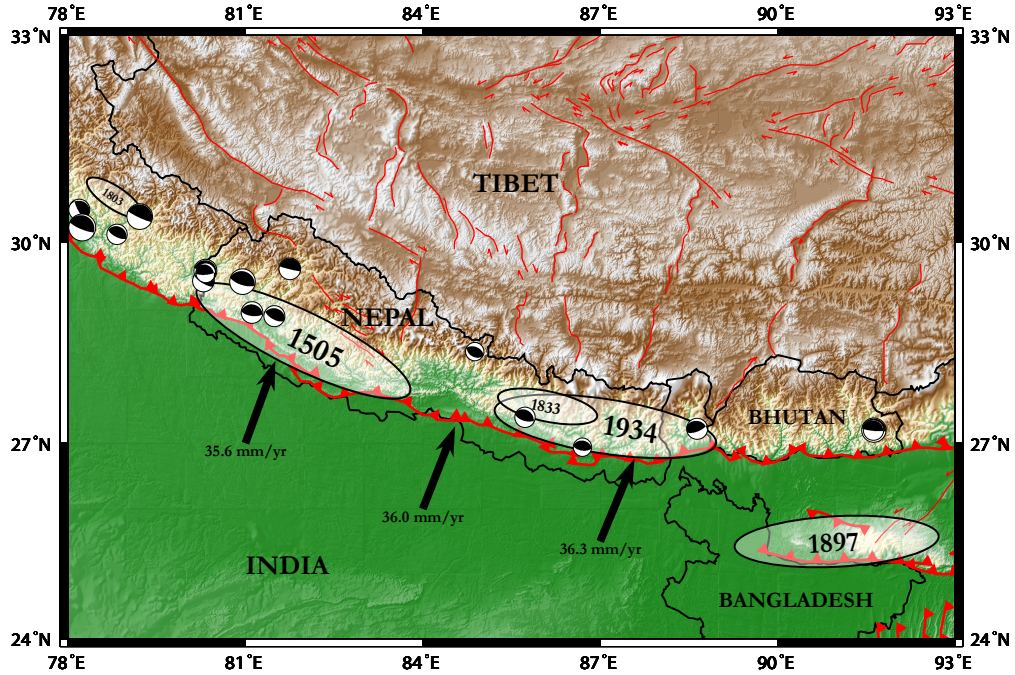 78˚E 81˚E 84˚E 87˚E 90˚E 93˚E
33˚N 33˚N
TIBET
1803
30˚N 30˚N
NEPAL
1505
1833
1934
BHUTAN
27˚N 27˚N
35.6 mm/yr
36.0 mm/yr
36.3 mm/yr
1897
INDIA
BANGLADESH
24˚N 24˚N
78˚E 81˚E 84˚E 87˚E 90˚E 93˚E